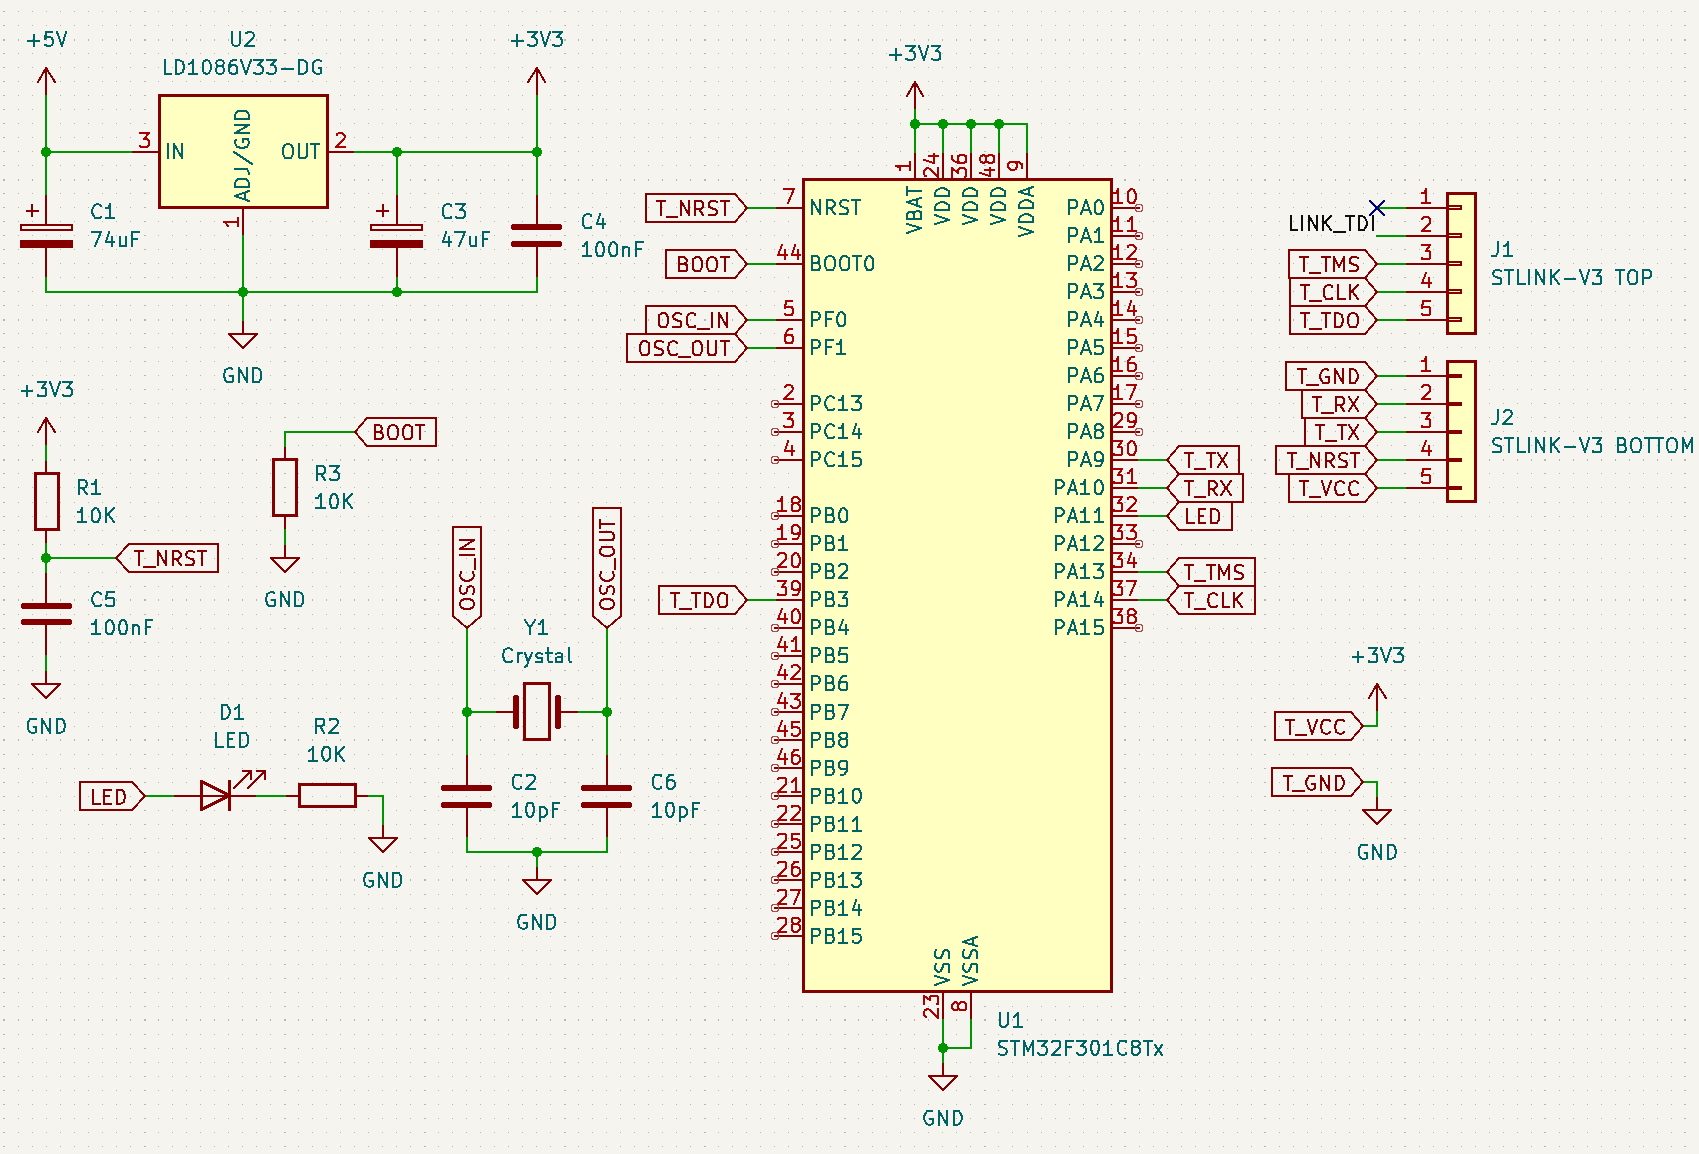 +5V
U2
LD1086V33-DG
+3V3
3
IN
ADJ/GND
OUT
2
1
+
C1
74uF
+
C3
47uF
C4
100nF
GND
+3V3
R1
10K
T_NRST
C5
100nF
GND
BOOT
R3
10K
GND
LED
D1
LED
R2
10K
GND
OSC_IN
OSC_OUT
Y1
Crystal
C2
10pF
C6
10pF
GND
+3V3
1
24
36
48
9
VBAT
VDD
VDD
VDD
VDDA
T_NRST 7 NRST
BOOT 44 BOOT0
OSC_IN 5 PF0
OSC_OUT 6 PF1
2 PC13
3 PC14
4 PC15
18 PB0
19 PB1
20 PB2
T_TDO 39 PB3
40 PB4
41 PB5
42 PB6
43 PB7
45 PB8
46 PB9
21 PB10
22 PB11
25 PB12
26 PB13
27 PB14
28 PB15
PA0 10
PA1 11
PA2 12
PA3 13
PA4 14
PA5 15
PA6 16
PA7 17
PA8 29
PA9 30 T_TX
PA10 31 T_RX
PA11 32 LED
PA12 33
PA13 34 T_TMS
PA14 37 T_CLK
PA15 38
VSS
VSSA
23
8
U1
STM32F301C8Tx
GND
1
LINK_TDI 2
T_TMS 3
T_CLK 4
T_TDO 5
J1
STLINK-V3 TOP
T_GND 1
T_RX 2
T_TX 3
T_NRST 4
T_VCC 5
J2
STLINK-V3 BOTTOM
+3V3
T_VCC
T_GND
GND